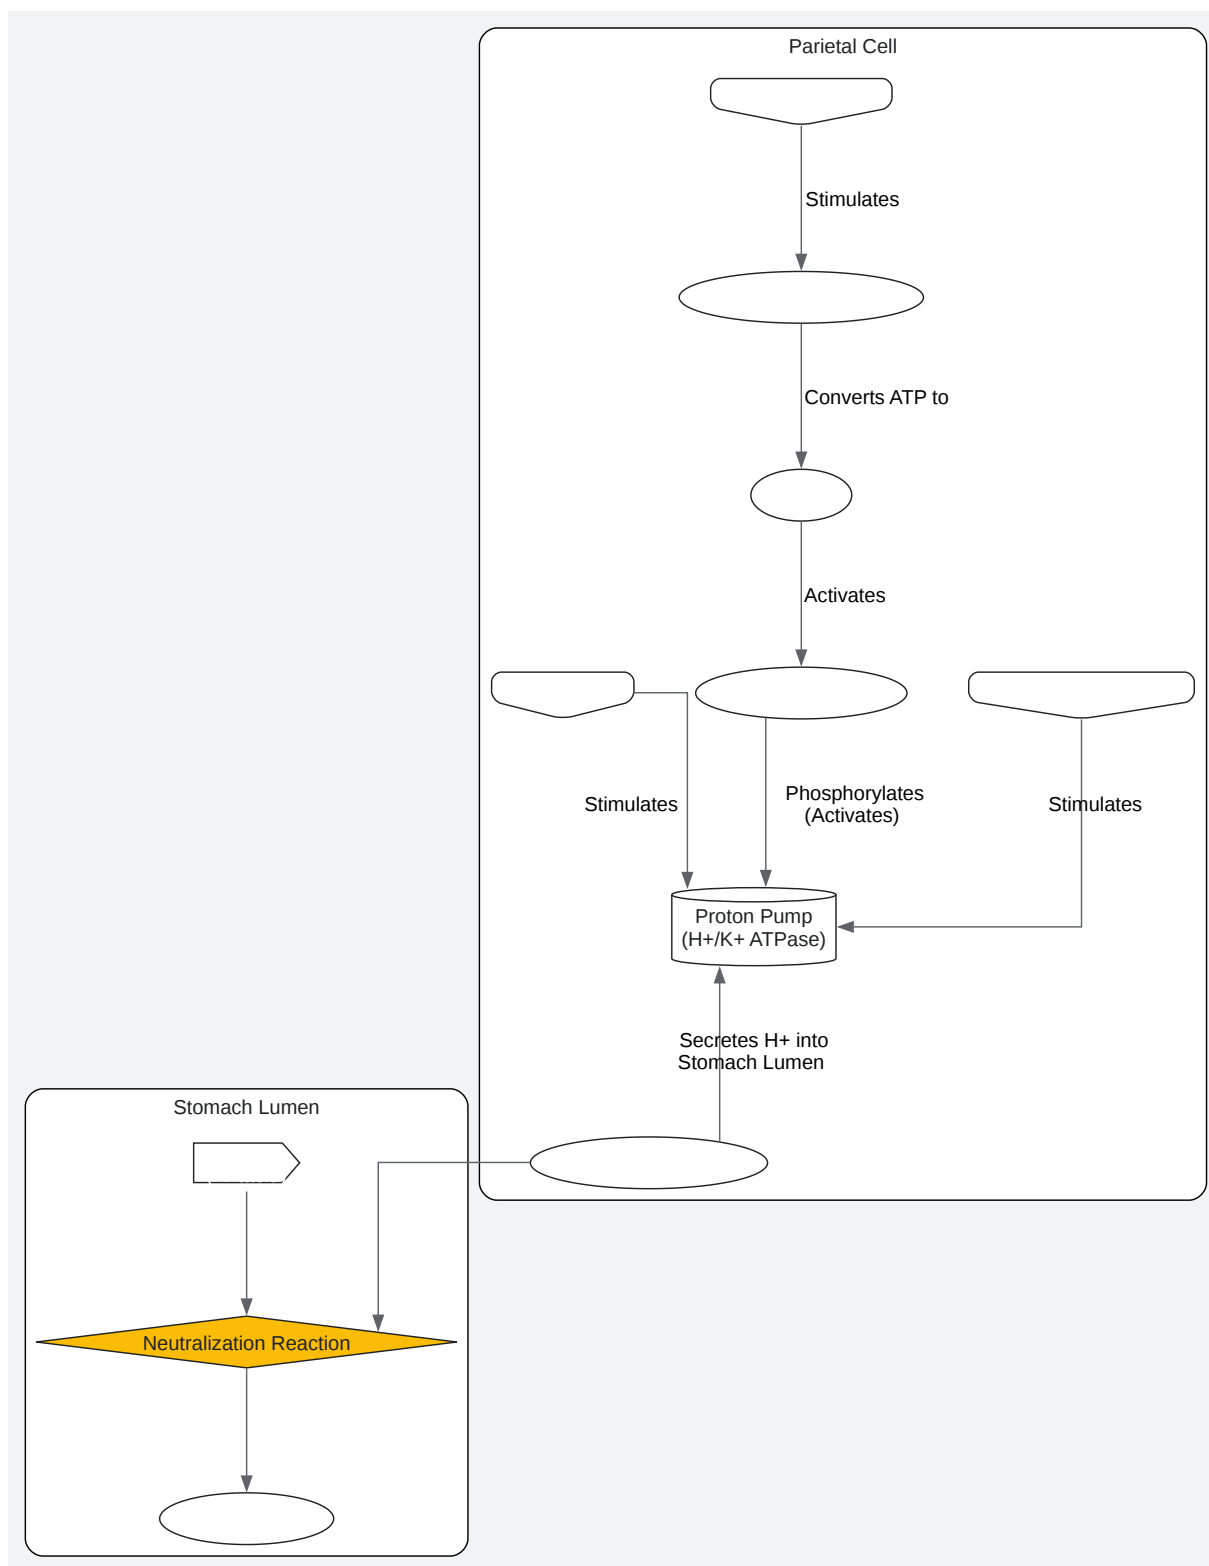 Parietal Cell
Stimulates
Converts ATP to
Activates
Stimulates
Phosphorylates
(Activates)
Stimulates
Proton Pump
(H+/K+ ATPase)
Secretes H+ into
Stomach Lumen
Stomach Lumen
Neutralization Reaction